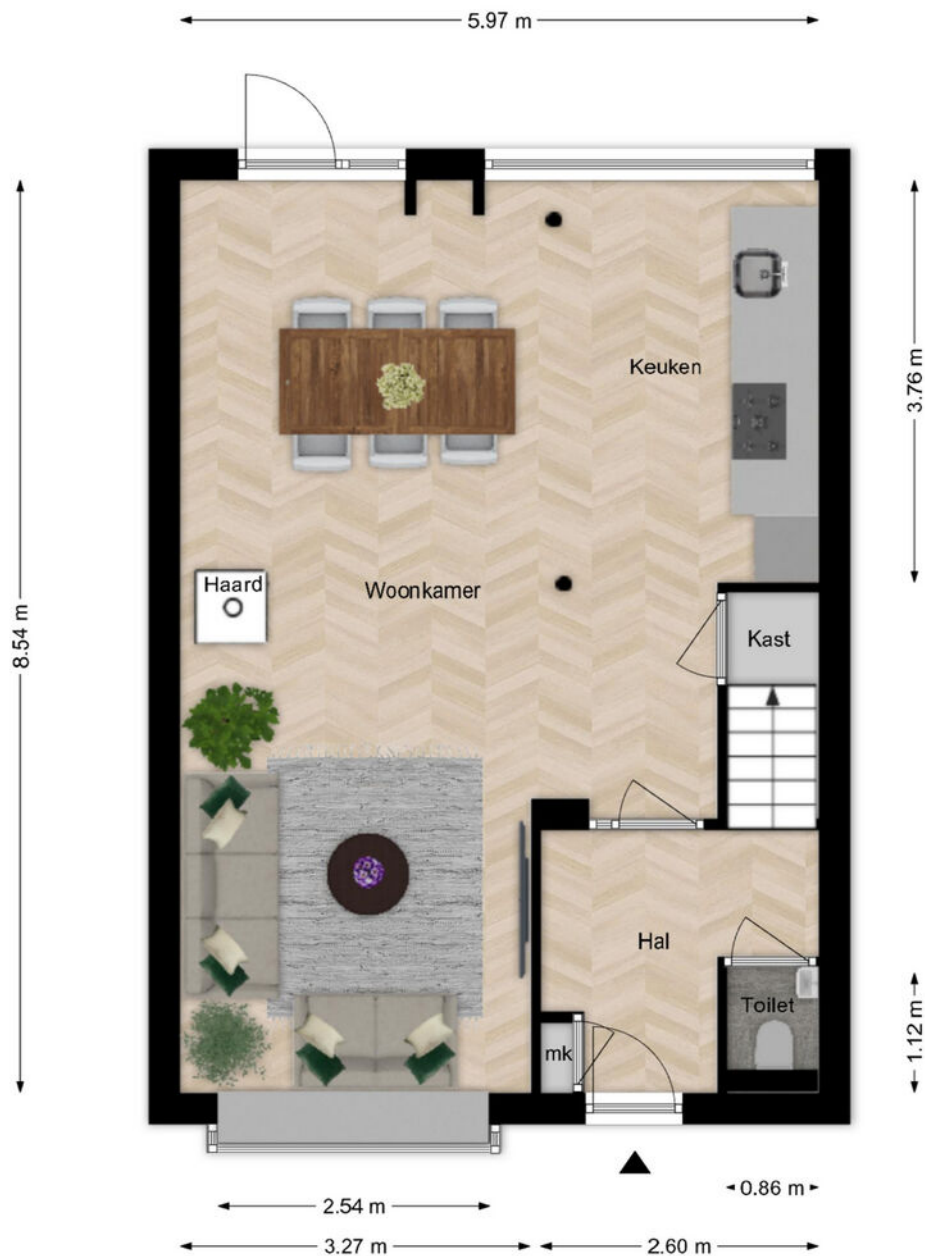 5.97 m
3.76 m
Keuken
Haard
Woonkamer
8.54 m
Kast
Hal
Toilet
1.12 m
mk
0.86 m
2.54 m
3.27 m
2.60 m